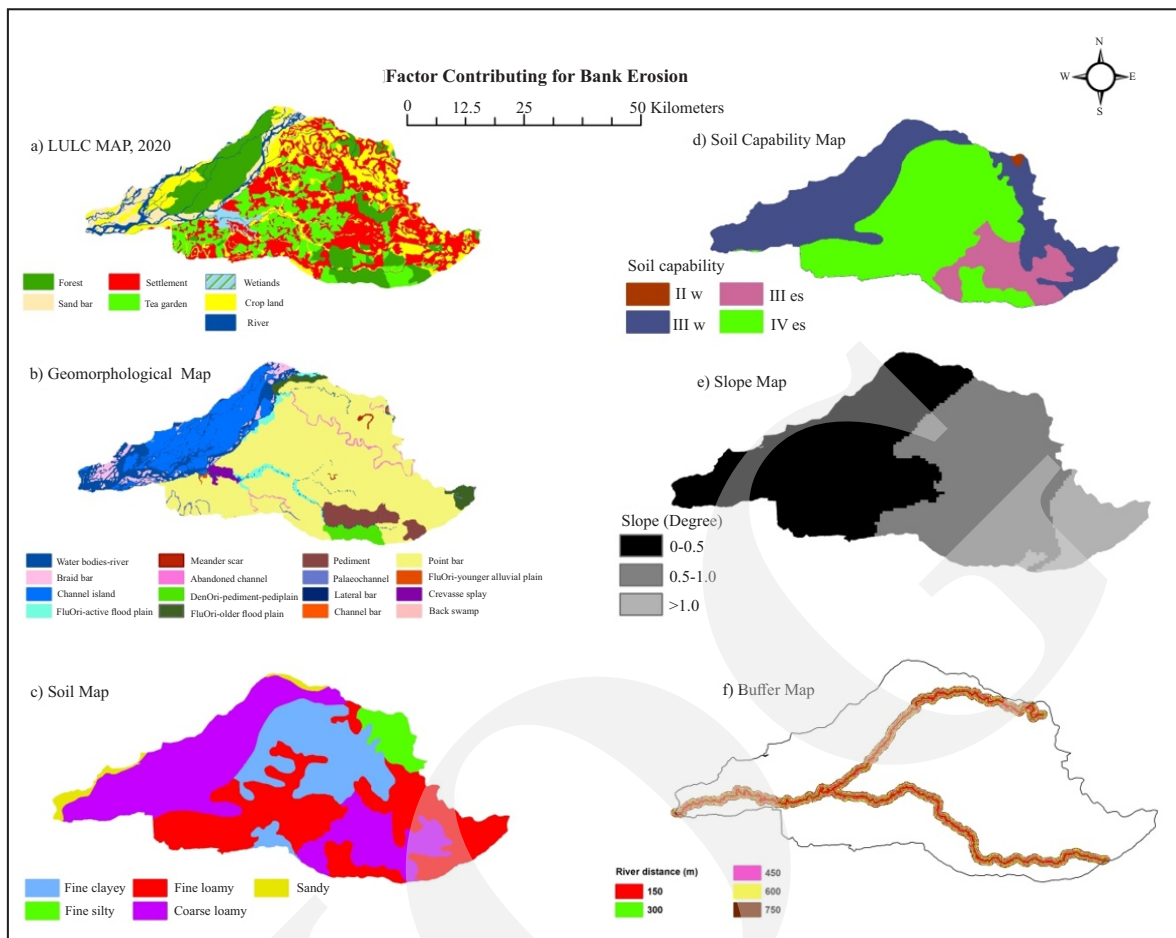 Factor Contributing for Bank Erosion
0 12.5 25 50 Kilometers
N
W E
S
a) LULC MAP, 2020
Forest Settlement Wetiands
Sand bar Tea garden Crop land
River
d) Soil Capability Map
Soil capability
II w III es
III w IV es
b) Geomorphological Map
Water bodies-river Meander scar Pediment Point bar
Braid bar Abandoned channel Palaeochannel FluOri-younger alluvial plain
Channel island DenOri-pediment-pediplain Lateral bar Crevasse splay
FluOri-active flood plain FluOri-older flood plain Channel bar Back swamp
e) Slope Map
Slope (Degree)
0-0.5
0.5-1.0
>1.0
c) Soil Map
Fine clayey Fine loamy Sandy
Fine silty Coarse loamy
f) Buffer Map
River distance (m) 450
150 600
300 750